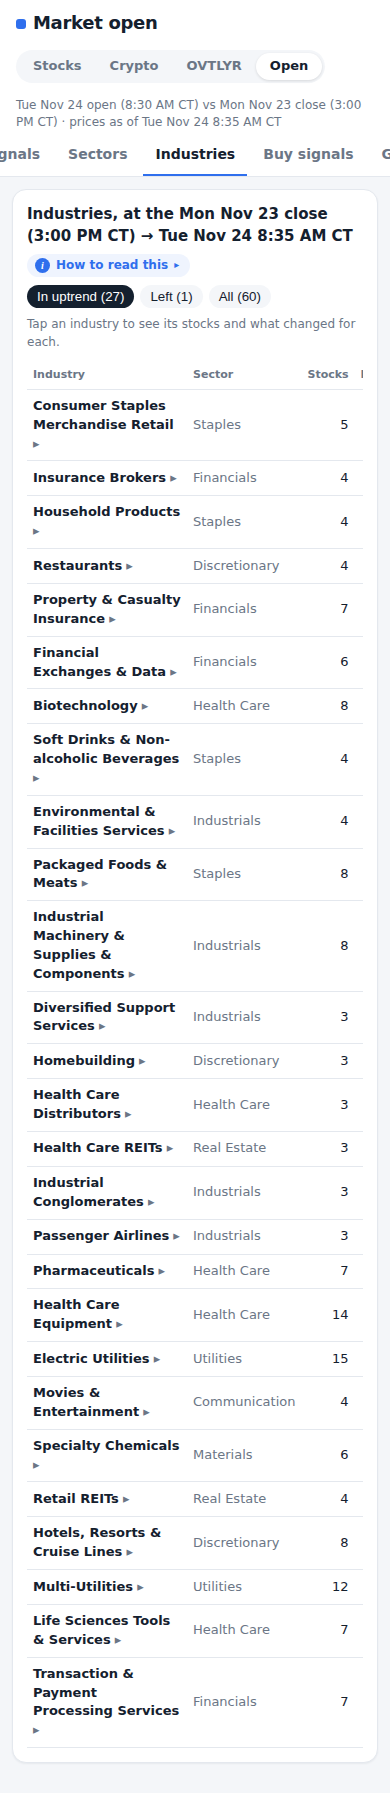 Market open
Stocks Crypto OVTLYR Open
Tue Nov 24 open (8:30 AM CT) vs Mon Nov 23 close (3:00
PM CT) · prices as of Tue Nov 24 8:35 AM CT
gnals Sectors Industries Buy signals
Industries, at the Mon Nov 23 close
(3:00 PM CT) → Tue Nov 24 8:35 AM CT
i How to read this ▸
In uptrend (27) Left (1) All (60)
Tap an industry to see its stocks and what changed for
each.
Industry Sector Stocks
Consumer Staples
Merchandise Retail
▸
Staples 5
Insurance Brokers ▸ Financials 4
Household Products
▸
Staples 4
Restaurants ▸ Discretionary 4
Property & Casualty
Insurance ▸
Financials 7
Financial
Exchanges & Data ▸
Financials 6
Biotechnology ▸ Health Care 8
Soft Drinks & Non-
alcoholic Beverages
▸
Staples 4
Environmental &
Facilities Services ▸
Industrials 4
Packaged Foods &
Meats ▸
Staples 8
Industrial
Machinery &
Supplies &
Components ▸
Industrials 8
Diversified Support
Services ▸
Industrials 3
Homebuilding ▸ Discretionary 3
Health Care
Distributors ▸
Health Care 3
Health Care REITs ▸ Real Estate 3
Industrial
Conglomerates ▸
Industrials 3
Passenger Airlines ▸ Industrials 3
Pharmaceuticals ▸ Health Care 7
Health Care
Equipment ▸
Health Care 14
Electric Utilities ▸ Utilities 15
Movies &
Entertainment ▸
Communication 4
Specialty Chemicals
▸
Materials 6
Retail REITs ▸ Real Estate 4
Hotels, Resorts &
Cruise Lines ▸
Discretionary 8
Multi-Utilities ▸ Utilities 12
Life Sciences Tools
& Services ▸
Health Care 7
Transaction &
Payment
Processing Services
▸
Financials 7